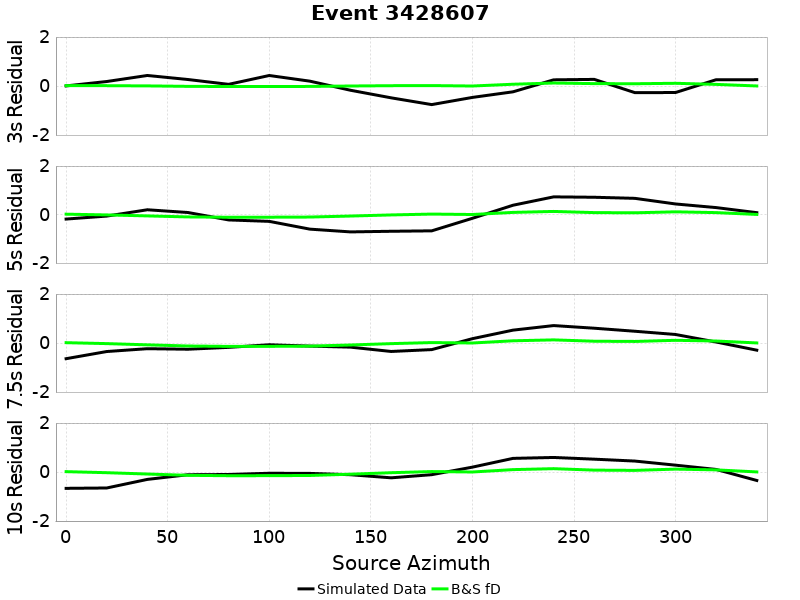 Event 3428607
3s Residual
2
0
-2
5s Residual
2
0
-2
7.5s Residual
2
0
-2
10s Residual
2
0
-2
0 50 100 150 200 250 300
Source Azimuth
Simulated Data B&S fD